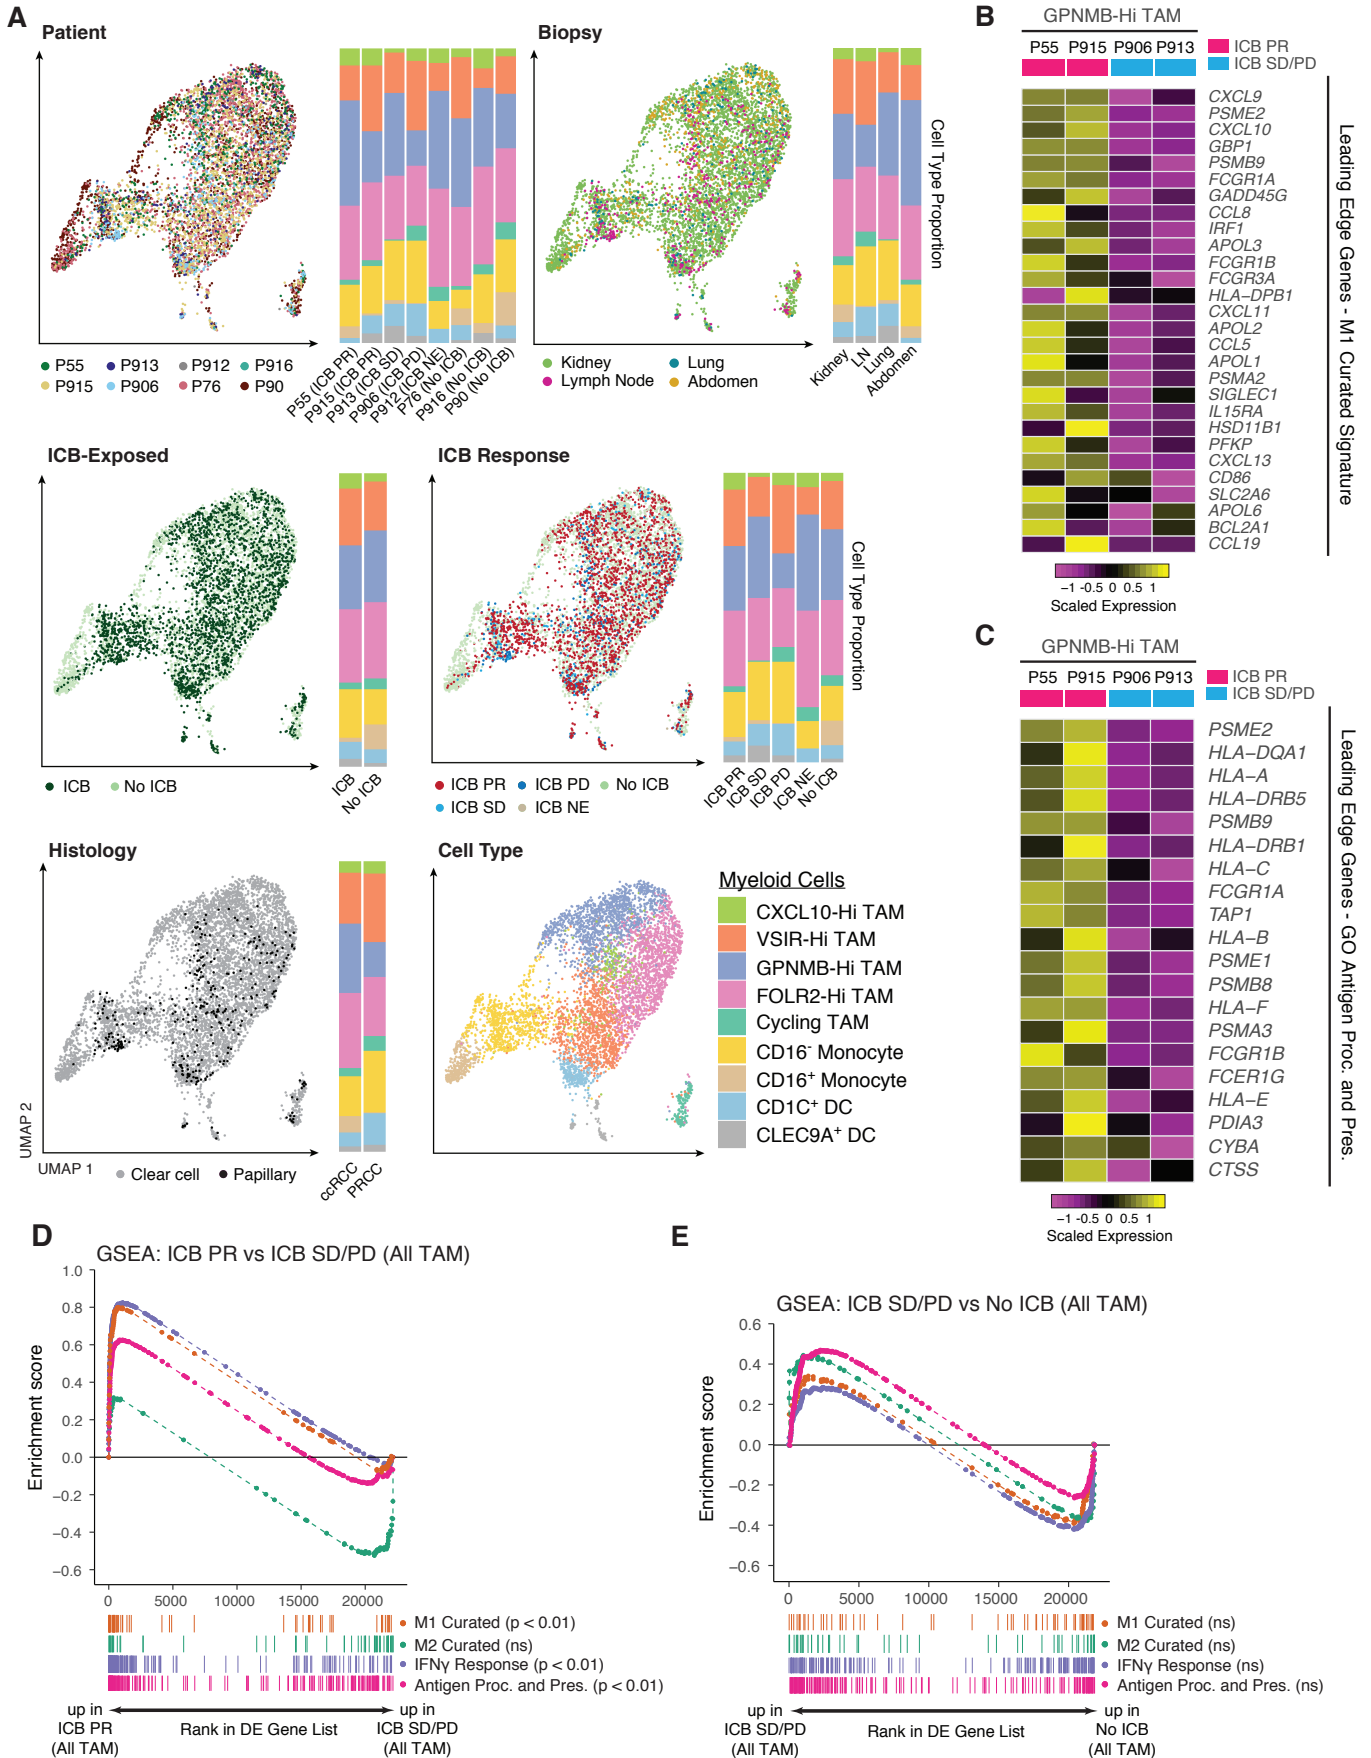 A
Patient
P55 (ICB PR)
P915 (ICB PR)
P913 (ICB SD)
P906 (ICB PD)
P912 (ICB NE)
P76 (No ICB)
P916 (No ICB)
P90 (No ICB)
P55
P913
P912
P916
P915
P906
P76
P90
Biopsy
Cell Type Proportion
Kidney
LN
Lung
Abdomen
Kidney
Lung
Lymph Node
Abdomen
ICB-Exposed
ICB
No ICB
ICB
No ICB
ICB Response
Cell Type Proportion
ICB PR
ICB SD
ICB PD
ICB NE
No ICB
ICB PR
ICB PD
No ICB
ICB SD
ICB NE
Histology
UMAP 2
UMAP 1
Clear cell
Papillary
ccRCC
PRCC
Cell Type
Myeloid Cells
CXCL10-Hi TAM
VSIR-Hi TAM
GPNMB-Hi TAM
FOLR2-Hi TAM
Cycling TAM
CD16- Monocyte
CD16+ Monocyte
CD1C+ DC
CLEC9A+ DC
B
GPNMB-Hi TAM
P55 P915 P906 P913
ICB PR
ICB SD/PD
CXCL9
PSME2
CXCL10
GBP1
PSMB9
FCGR1A
GADD45G
CCL8
IRF1
APOL3
FCGR1B
FCGR3A
HLA−DPB1
CXCL11
APOL2
CCL5
APOL1
PSMA2
SIGLEC1
IL15RA
HSD11B1
PFKP
CXCL13
CD86
SLC2A6
APOL6
BCL2A1
CCL19
Leading Edge Genes - M1 Curated Signature
−1 -0.5 0 0.5 1
Scaled Expression
C
GPNMB-Hi TAM
P55 P915 P906 P913
ICB PR
ICB SD/PD
PSME2
HLA−DQA1
HLA−A
HLA−DRB5
PSMB9
HLA−DRB1
HLA−C
FCGR1A
TAP1
HLA−B
PSME1
PSMB8
HLA−F
PSMA3
FCGR1B
FCER1G
HLA−E
PDIA3
CYBA
CTSS
Leading Edge Genes - GO Antigen Proc. and Pres.
−1 -0.5 0 0.5 1
Scaled Expression
D
GSEA: ICB PR vs ICB SD/PD (All TAM)
Enrichment score
1.0
0.8
0.6
0.4
0.2
0.0
−0.2
−0.4
−0.6
0 5000 10000 15000 20000
M1 Curated (p < 0.01)
M2 Curated (ns)
IFNγ Response (p < 0.01)
Antigen Proc. and Pres. (p < 0.01)
up in
ICB PR
(All TAM)
Rank in DE Gene List
up in
ICB SD/PD
(All TAM)
E
GSEA: ICB SD/PD vs No ICB (All TAM)
Enrichment score
0.6
0.4
0.2
0.0
−0.2
−0.4
−0.6
0 5000 10000 15000 20000
M1 Curated (ns)
M2 Curated (ns)
IFNγ Response (ns)
Antigen Proc. and Pres. (ns)
up in
ICB SD/PD
(All TAM)
Rank in DE Gene List
up in
No ICB
(All TAM)